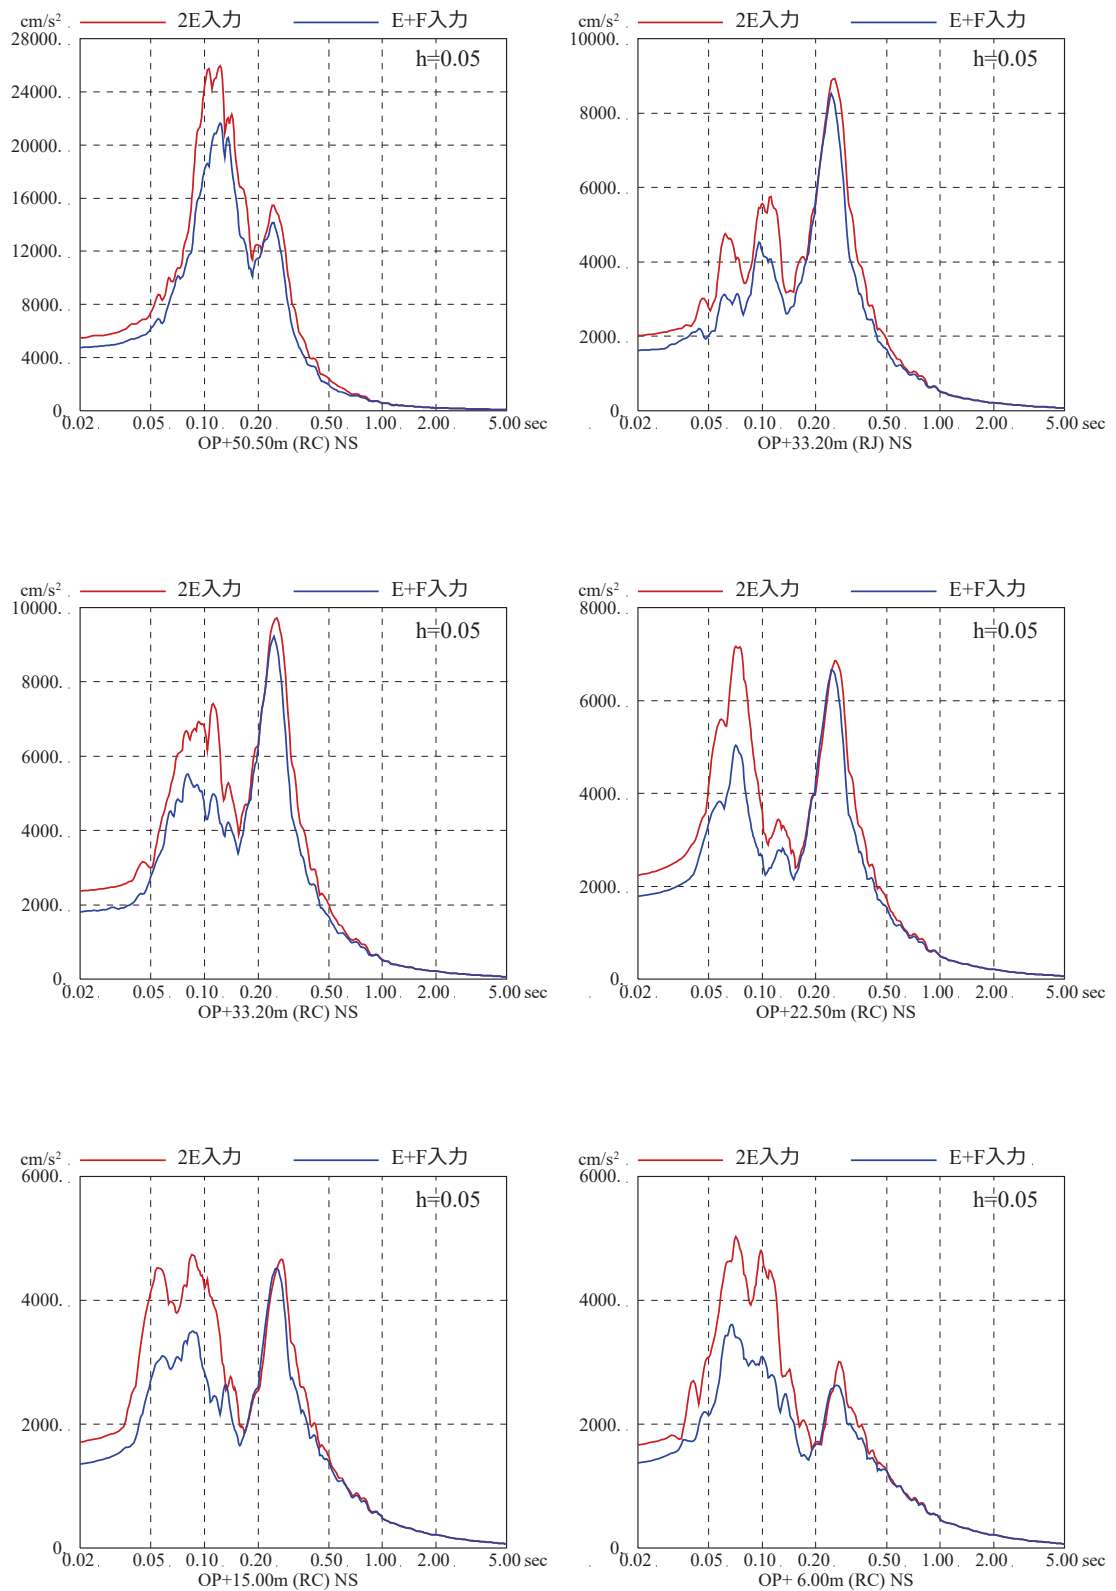 cm/s² 2E入力 E+F入力
28000.
h=0.05
24000.
20000.
16000.
12000.
8000.
4000.
0.
0.02 0.05 0.10 0.20 0.50 1.00 2.00 5.00 sec
OP+50.50m (RC) NS
cm/s² 2E入力 E+F入力
10000.
h=0.05
8000.
6000.
4000.
2000.
0.
0.02 0.05 0.10 0.20 0.50 1.00 2.00 5.00 sec
OP+33.20m (RJ) NS
cm/s² 2E入力 E+F入力
10000.
h=0.05
8000.
6000.
4000.
2000.
0.
0.02 0.05 0.10 0.20 0.50 1.00 2.00 5.00 sec
OP+33.20m (RC) NS
cm/s² 2E入力 E+F入力
8000.
h=0.05
6000.
4000.
2000.
0.
0.02 0.05 0.10 0.20 0.50 1.00 2.00 5.00 sec
OP+22.50m (RC) NS
cm/s² 2E入力 E+F入力
6000.
h=0.05
4000.
2000.
0.
0.02 0.05 0.10 0.20 0.50 1.00 2.00 5.00 sec
OP+15.00m (RC) NS
cm/s² 2E入力 E+F入力
6000.
h=0.05
4000.
2000.
0.
0.02 0.05 0.10 0.20 0.50 1.00 2.00 5.00 sec
OP+ 6.00m (RC) NS